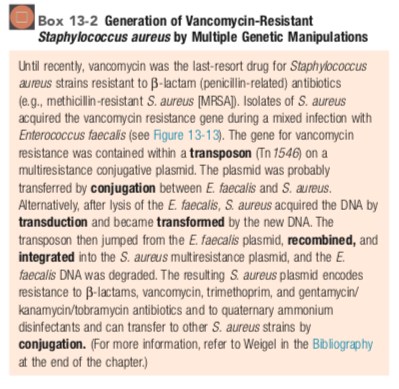 Box 13-2 Generation of Vancomycin-Resistant
Staphylococcus aureus by Multiple Genetic Manipulations
Until recently, vancomycin was the last-resort drug for Staphylococcus
aureus strains resistant to β-lactam (penicillin-related) antibiotics
(e.g., methicillin-resistant S. aureus [MRSA]). Isolates of S. aureus
acquired the vancomycin resistance gene during a mixed infection with
Enterococcus faecalis (see Figure 13-13). The gene for vancomycin
resistance was contained within a transposon (Tn1546) on a
multiresistance conjugative plasmid. The plasmid was probably
transferred by conjugation between E. faecalis and S. aureus.
Alternatively, after lysis of the E. faecalis, S. aureus acquired the DNA by
transduction and became transformed by the new DNA. The
transposon then jumped from the E. faecalis plasmid, recombined, and
integrated into the S. aureus multiresistance plasmid, and the E.
faecalis DNA was degraded. The resulting S. aureus plasmid encodes
resistance to β-lactams, vancomycin, trimethoprim, and gentamycin/
kanamycin/tobramycin antibiotics and to quaternary ammonium
disinfectants and can transfer to other S. aureus strains by
conjugation. (For more information, refer to Weigel in the Bibliography
at the end of the chapter.)